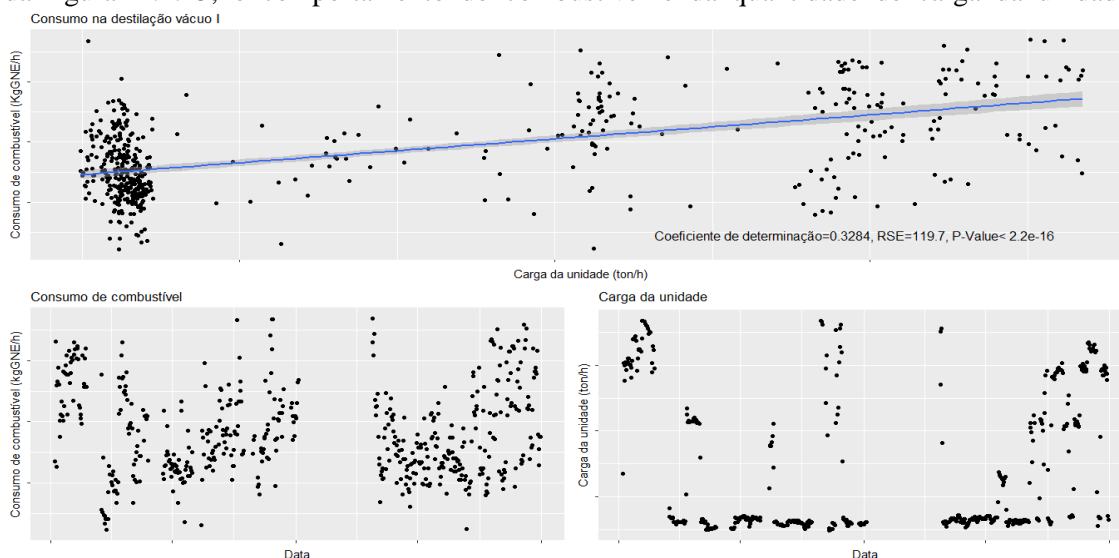 Consumo na destilação vácuo I
Consumo de combustível (KgGNE/h)
Coeficiente de determinação=0.3284, RSE=119.7, P-Value< 2.2e-16
Carga da unidade (ton/h)
Consumo de combustível
Consumo de combustível (kgGNE/h)
Data
Carga da unidade
Carga da unidade (ton/h)
Data